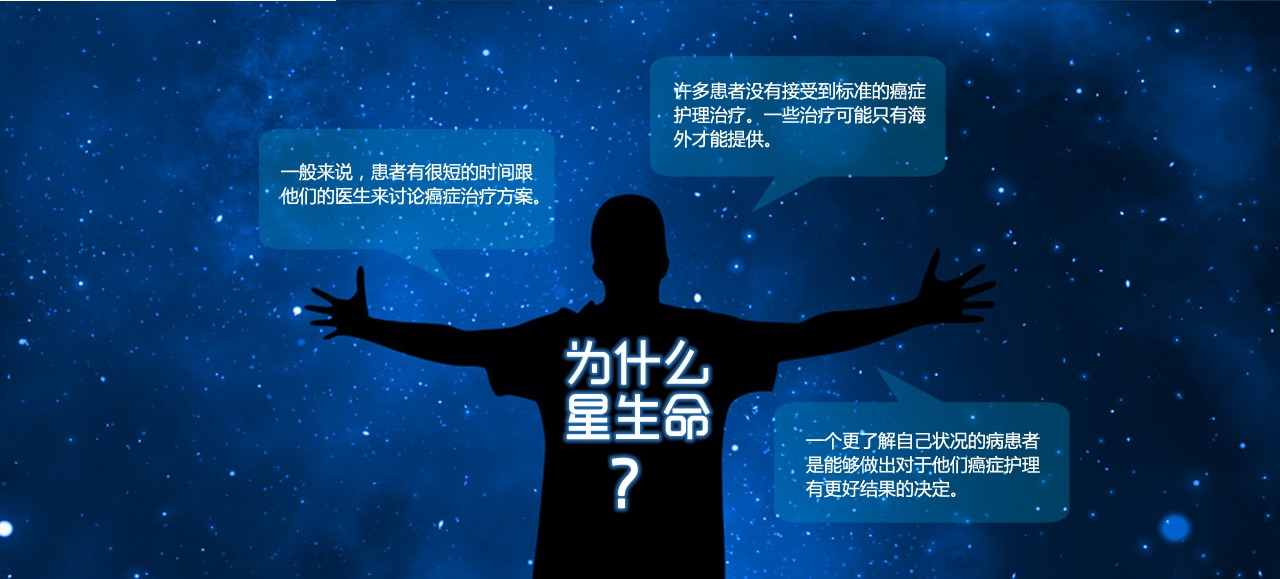 许多患者没有接受到标准的癌症
护理治疗。一些治疗可能只有海
外才能提供。
一般来说，患者有很短的时间跟
他们的医生来讨论癌症治疗方案。
为什么
星生命
？
一个更了解自己状况的病患者
是能够做出对于他们癌症护理
有更好结果的决定。